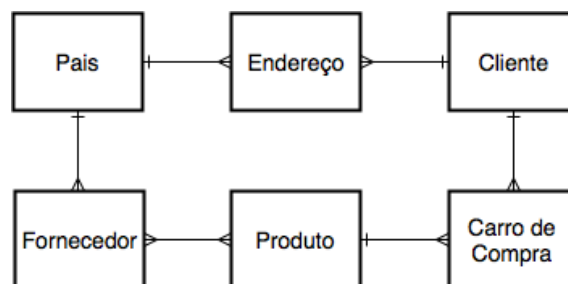 Pais
Endereço
Cliente
Fornecedor
Produto
Carro de
Compra